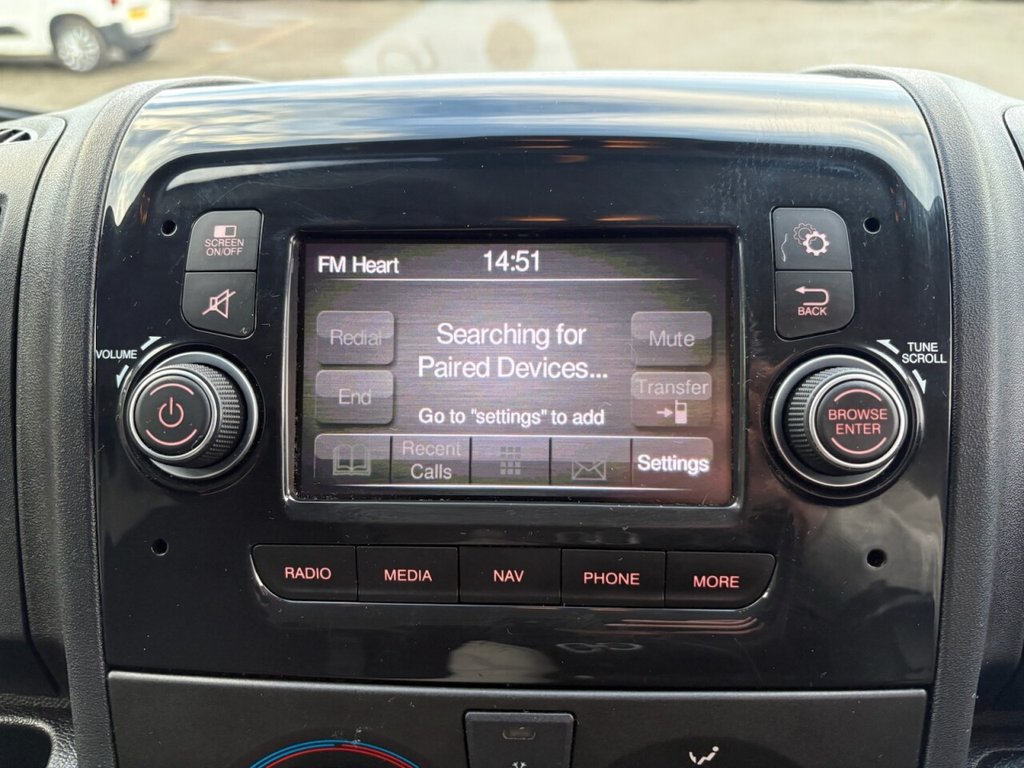 SCREEN
ON/OFF
BACK
VOLUME
TUNE
SCROLL
FM Heart
14:51
Redial
Searching for
Paired Devices...
Mute
End
Transfer
Go to "settings" to add
Recent
Calls
Settings
BROWSE
ENTER
RADIO
MEDIA
NAV
PHONE
MORE